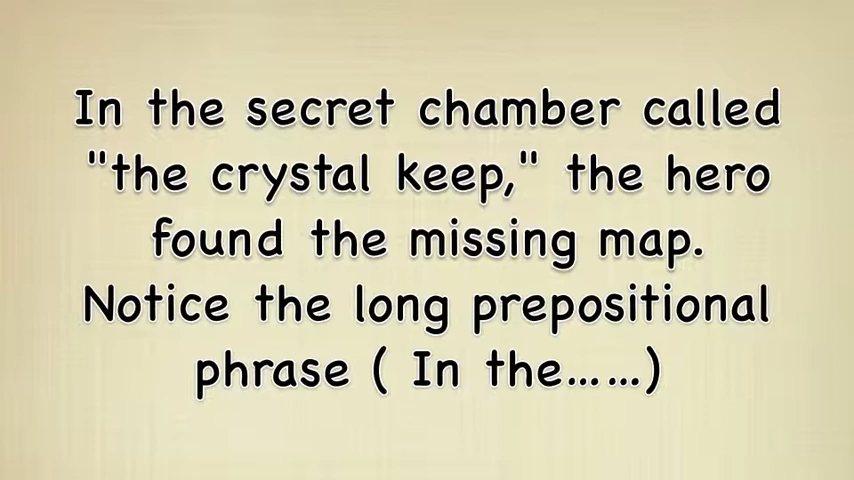 In the secret chamber called
"the crystal keep," the hero
found the missing map.
Notice the long prepositional
phrase ( In the......)